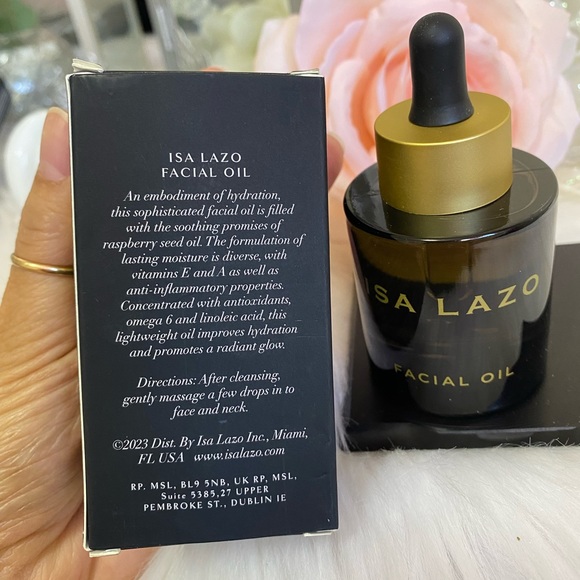 ISA LAZO
FACIAL OIL
An embodiment of hydration,
this sophisticated facial oil is filled
with the soothing promises of
raspberry seed oil. The formulation of
lasting moisture is diverse, with
vitamins E and A as well as
anti-inflammatory properties.
Concentrated with antioxidants,
omega 6 and linoleic acid, this
lightweight oil improves hydration
and promotes a radiant glow.
Directions: After cleansing,
gently massage a few drops in to
face and neck.
©2023 Dist. By Isa Lazo Inc., Miami,
FL USA www.isalazo.com
RP. MSL, BL9 5NB, UK RP, MSL,
Suite 5385,27 UPPER
PEMBROKE ST., DUBLIN IE
ISA LAZO
FACIAL OIL